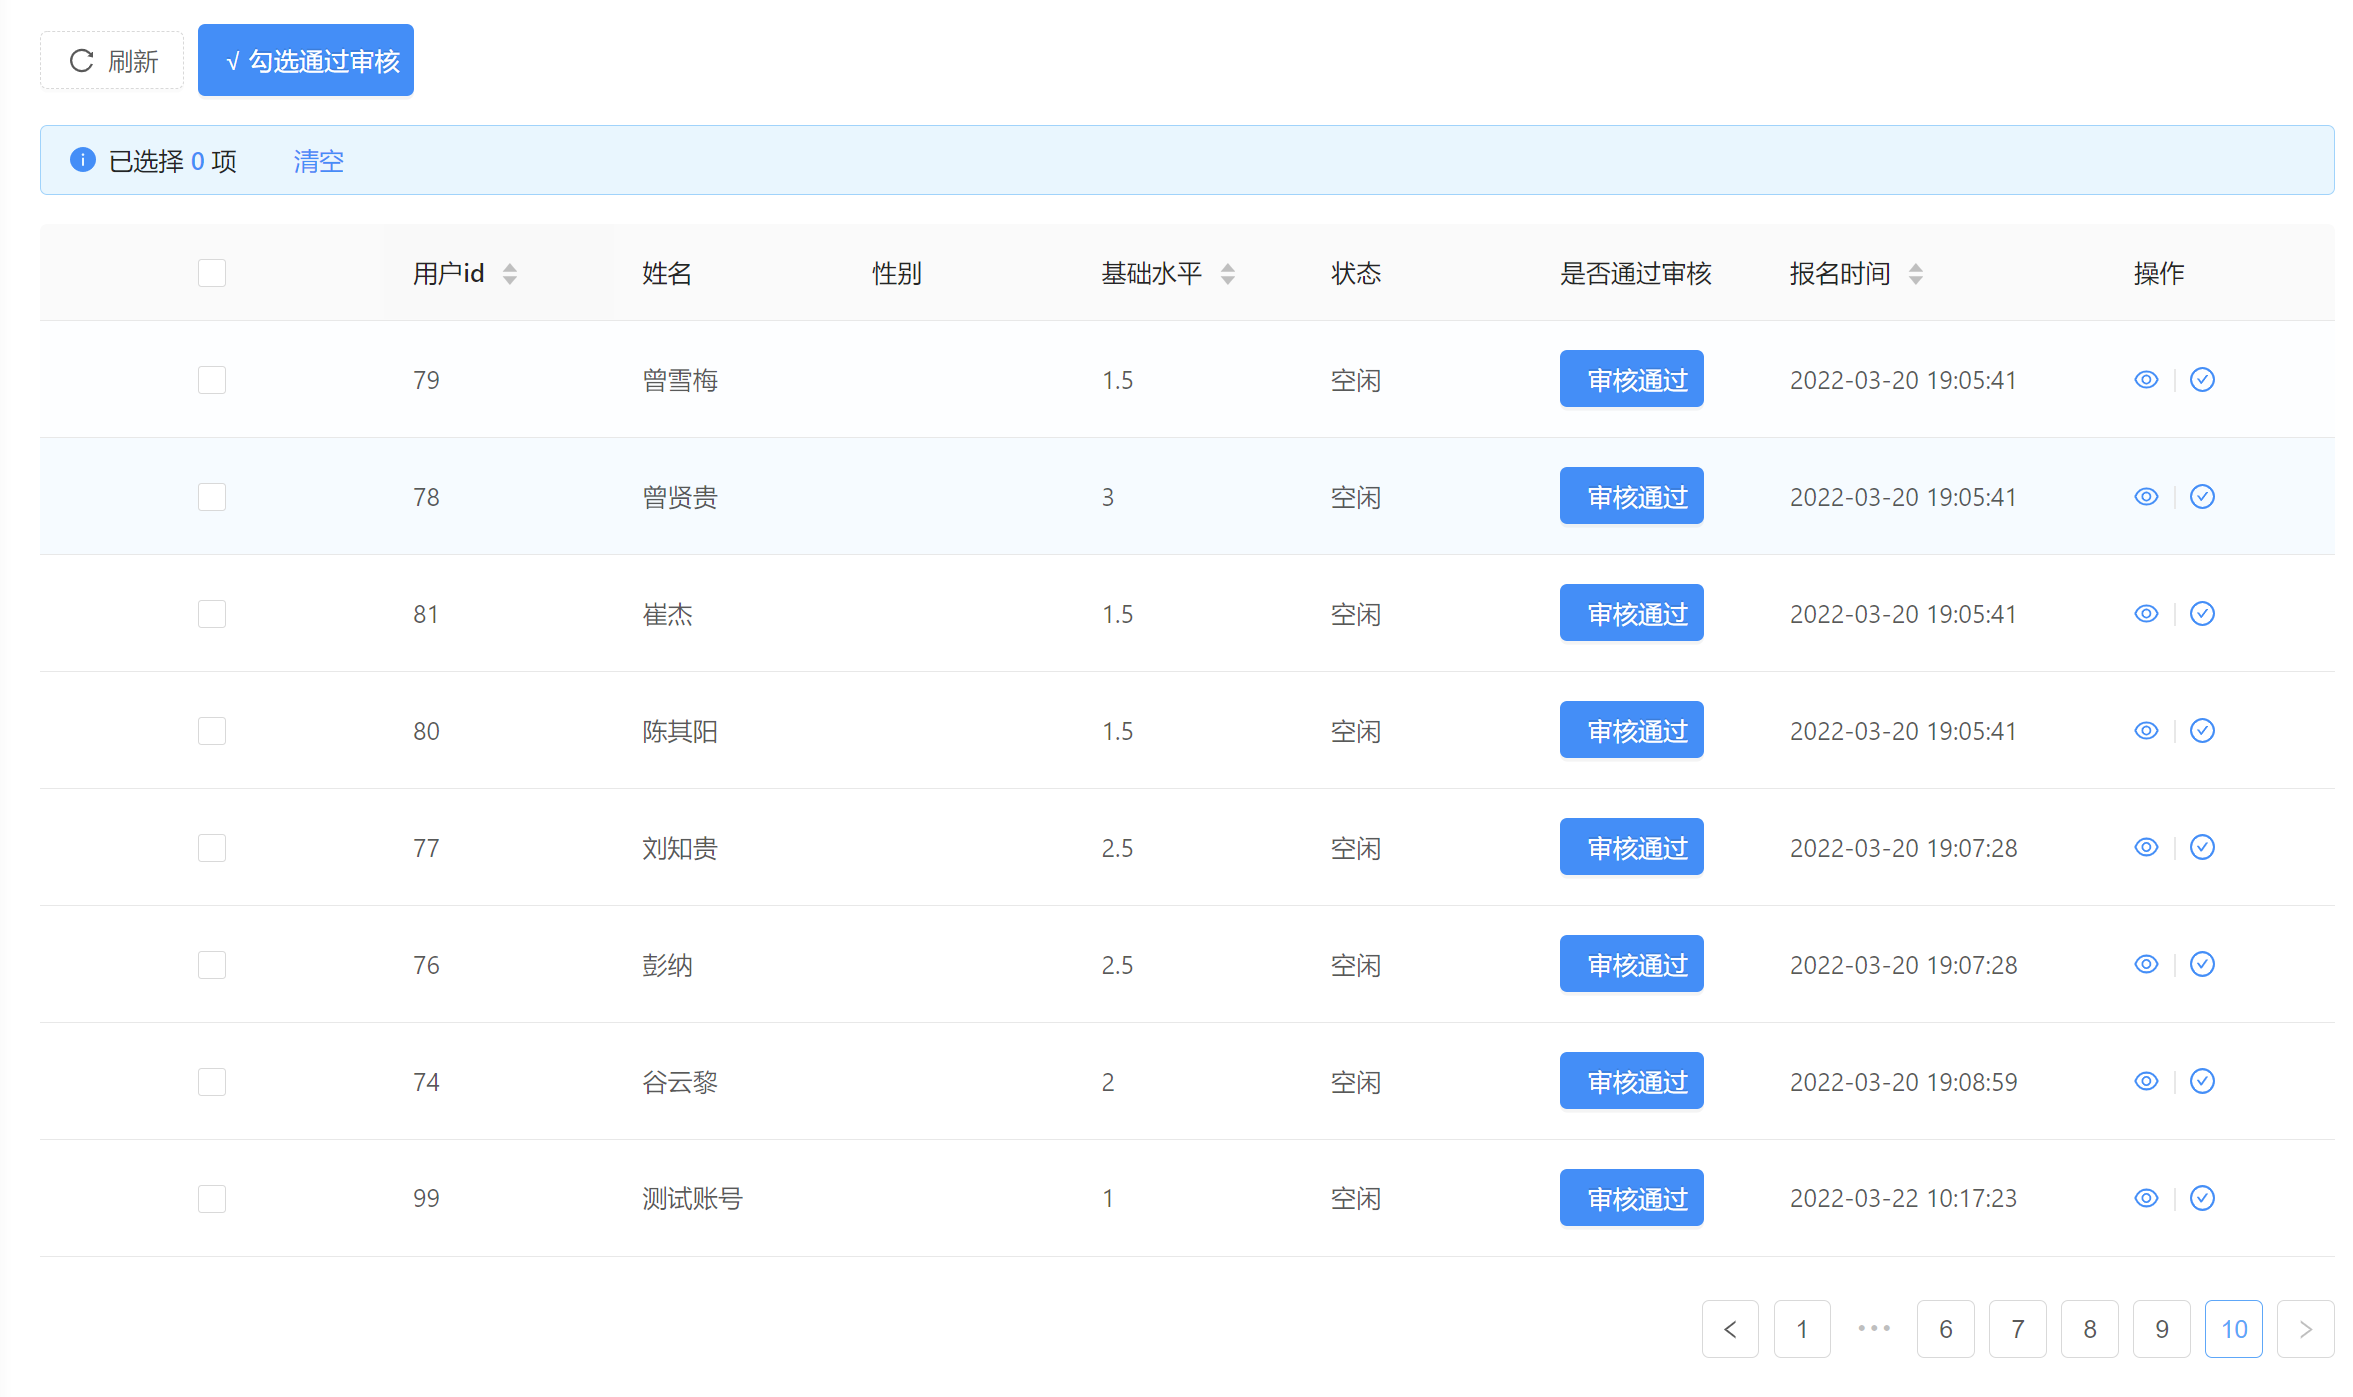 刷新 √ 勾选通过审核
已选择 0 项 清空
用户id 姓名 性别 基础水平 状态 是否通过审核 报名时间 操作
79 曾雪梅 1.5 空闲 审核通过 2022-03-20 19:05:41
78 曾贤贵 3 空闲 审核通过 2022-03-20 19:05:41
81 崔杰 1.5 空闲 审核通过 2022-03-20 19:05:41
80 陈其阳 1.5 空闲 审核通过 2022-03-20 19:05:41
77 刘知贵 2.5 空闲 审核通过 2022-03-20 19:07:28
76 彭纳 2.5 空闲 审核通过 2022-03-20 19:07:28
74 谷云黎 2 空闲 审核通过 2022-03-20 19:08:59
99 测试账号 1 空闲 审核通过 2022-03-22 10:17:23
< 1 ••• 6 7 8 9 10 >